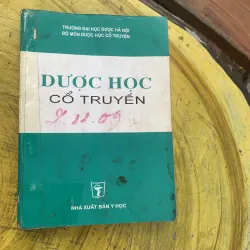 TRƯỜNG ĐẠI HỌC DƯỢC HÀ NỘI
BỘ MÔN DƯỢC HỌC CỔ TRUYỀN
DƯỢC HỌC
CỔ TRUYỀN
NHÀ XUẤT BẢN Y HỌC